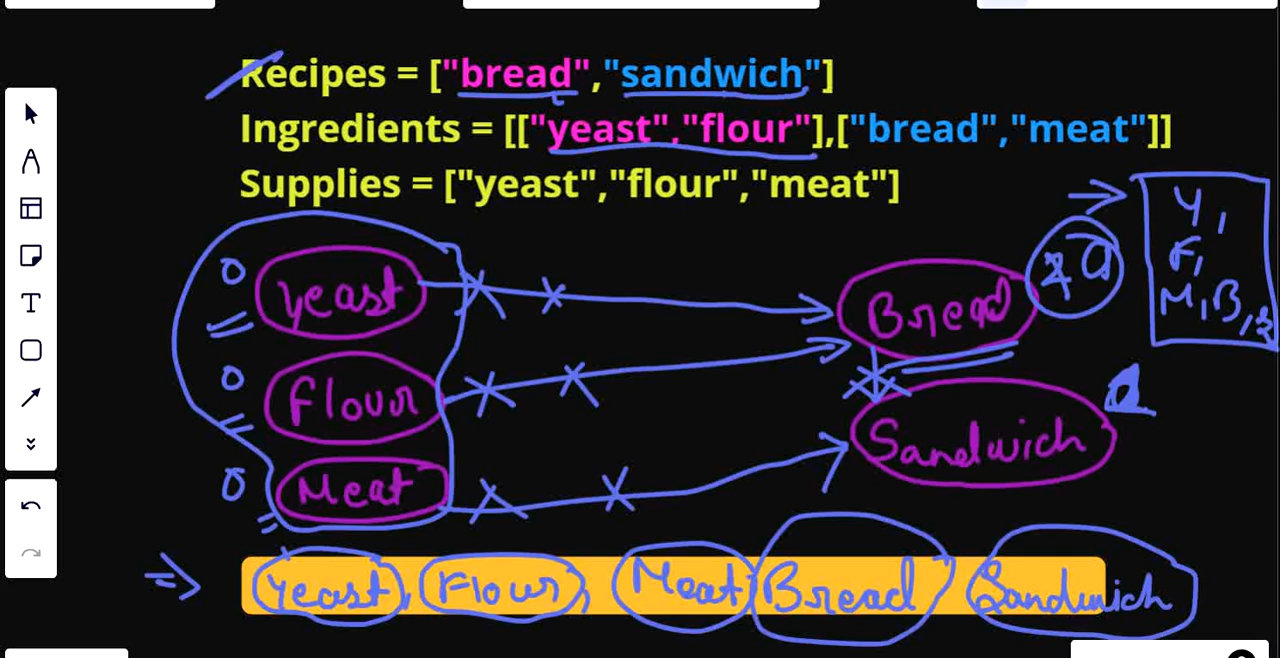 Recipes = ["bread","sandwich"]
Ingredients = [["yeast","flour"],["bread","meat"]]
Supplies = ["yeast","flour","meat"]
Y,
F,
M,B,
0 Yeast
Bread
0 Flour
Sandwich
0 Meat
Yeast, Flour, Meat Bread Sandwich
T